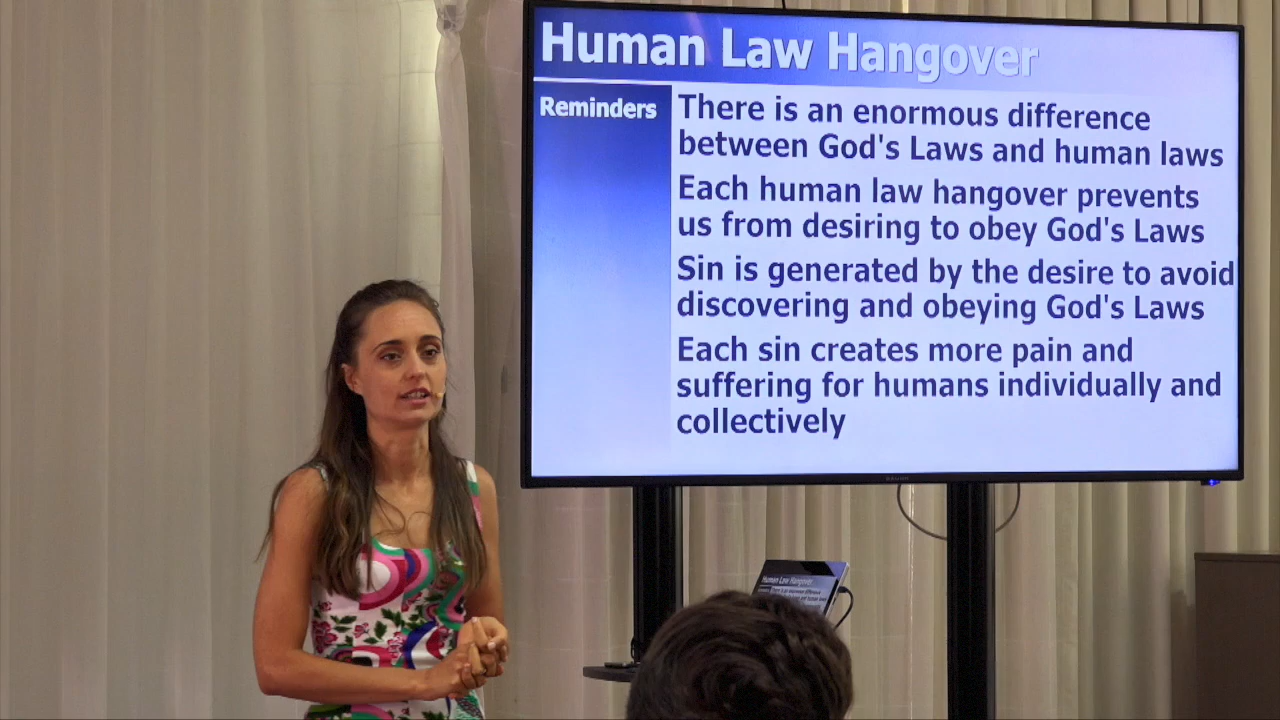 Human Law Hangover
Reminders
There is an enormous difference
between God's Laws and human laws
Each human law hangover prevents
us from desiring to obey God's Laws
Sin is generated by the desire to avoid
discovering and obeying God's Laws
Each sin creates more pain and
suffering for humans individually and
collectively
Human Law Hangover